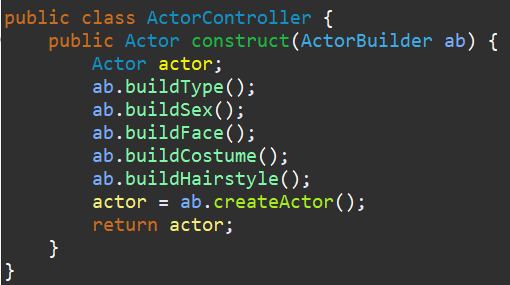 public class ActorController {
    public Actor construct(ActorBuilder ab) {
        Actor actor;
        ab.buildType();
        ab.buildSex();
        ab.buildFace();
        ab.buildCostume();
        ab.buildHairstyle();
        actor = ab.createActor();
        return actor;
    }
}